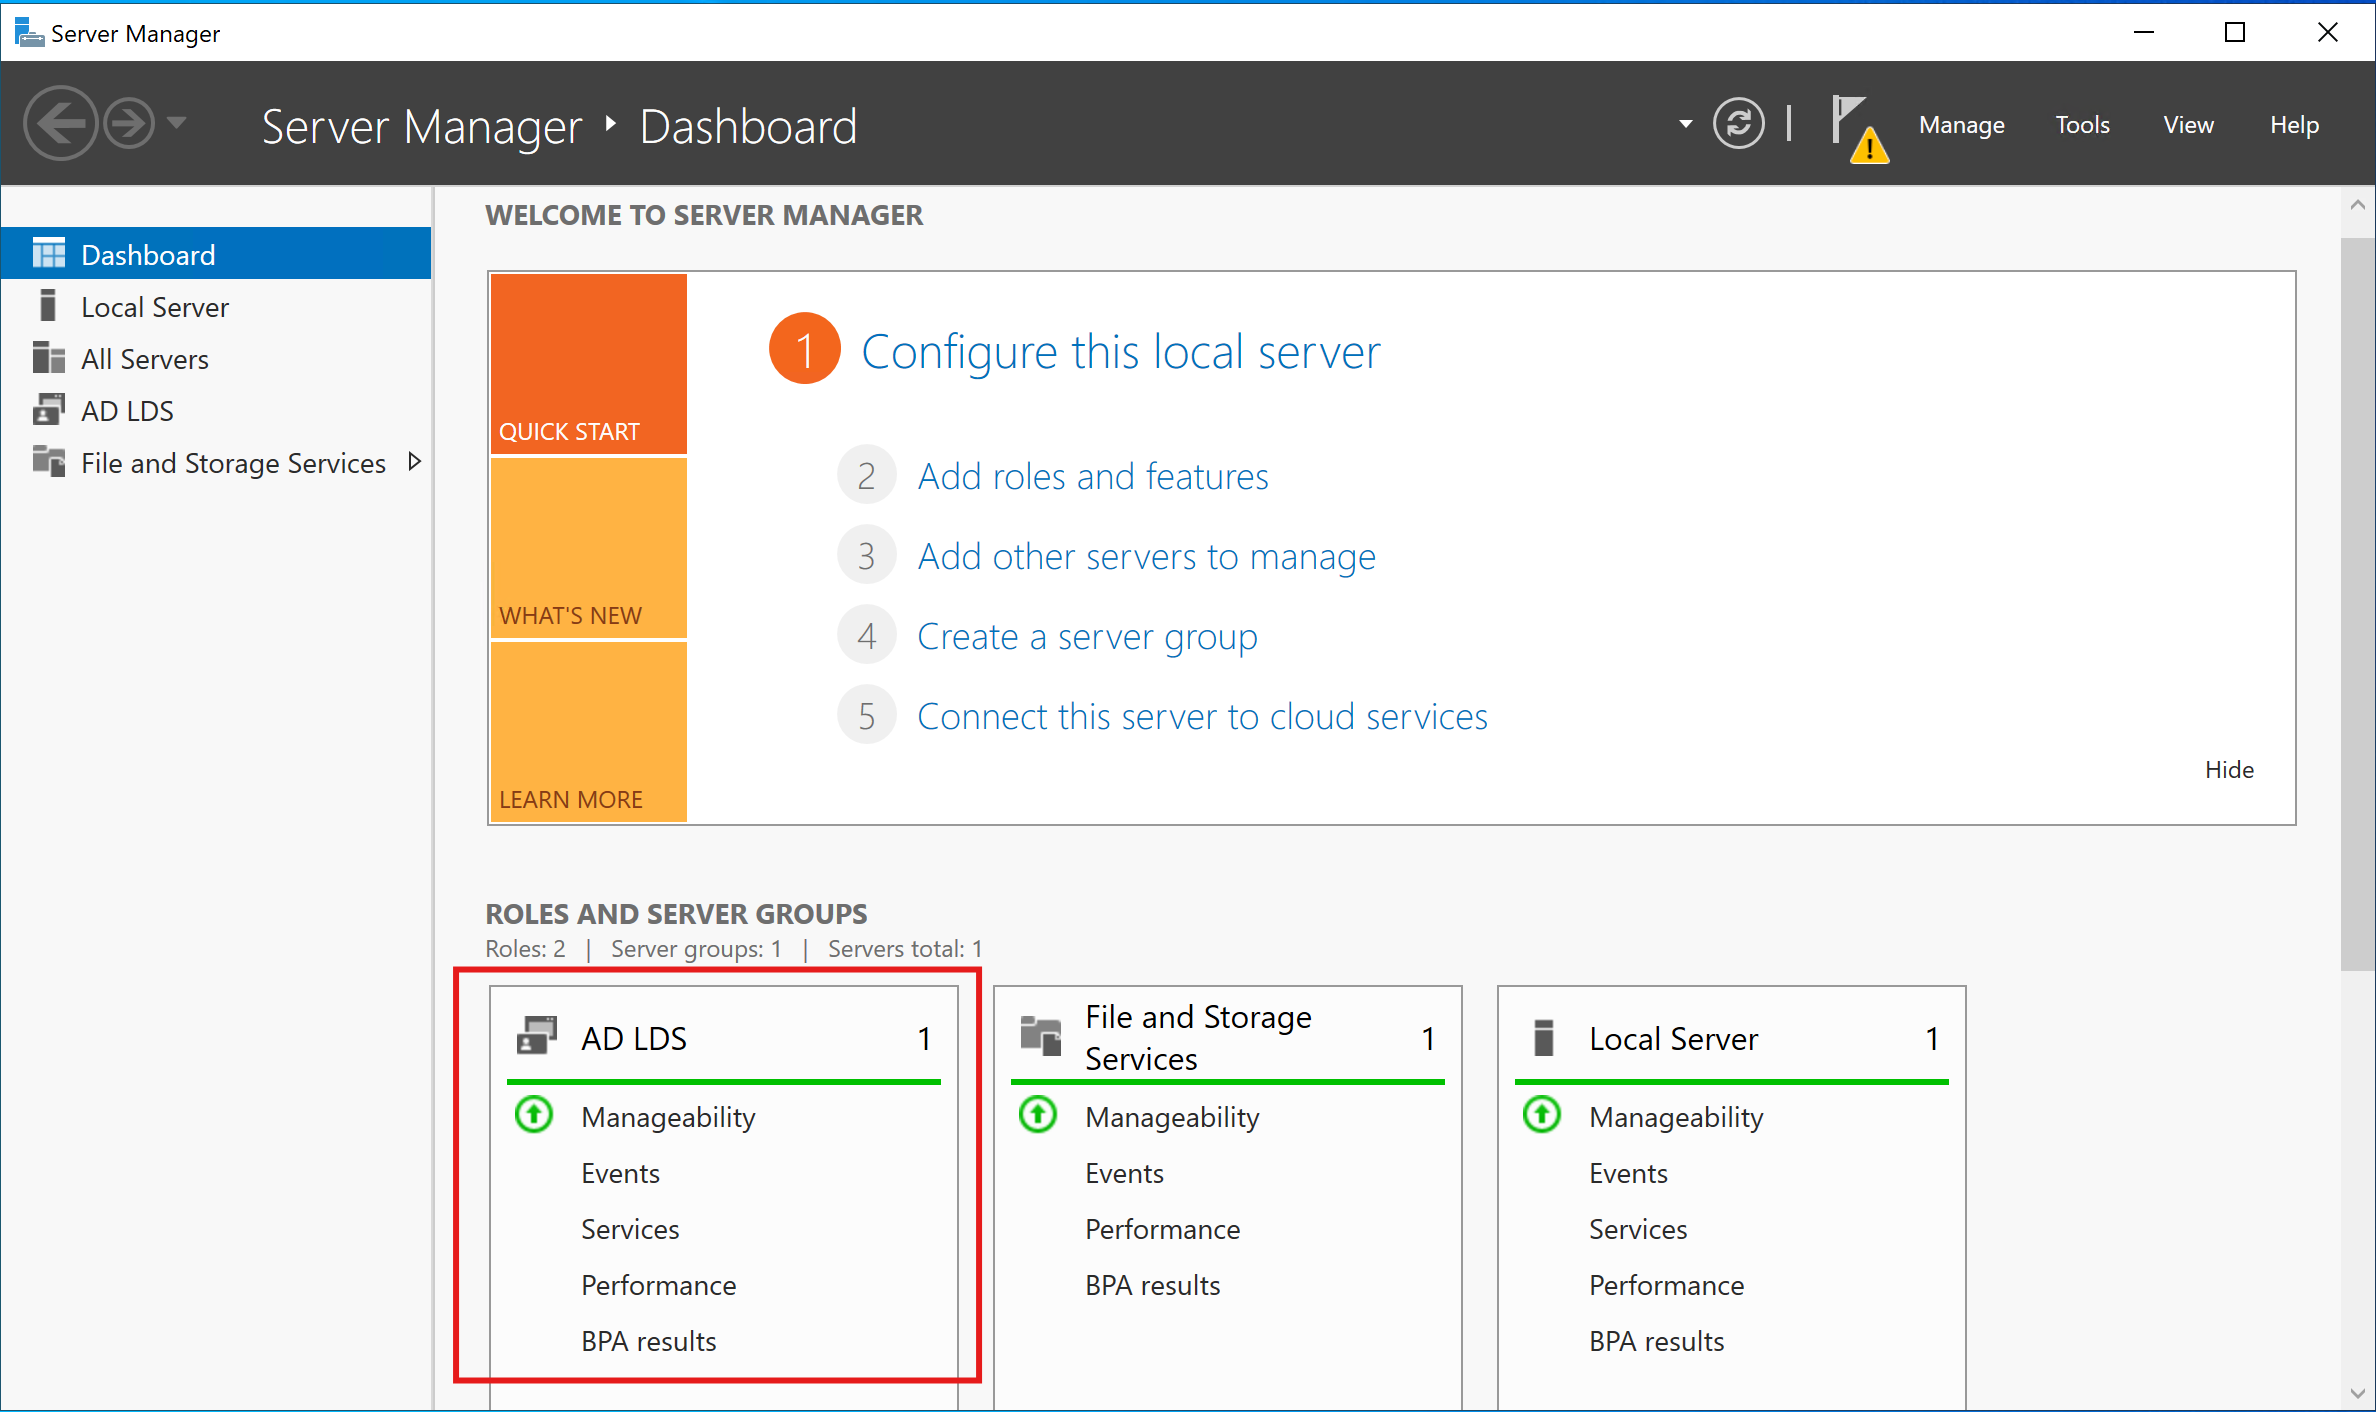 Server Manager
Server Manager Dashboard
Manage Tools View Help
Dashboard
Local Server
All Servers
AD LDS
File and Storage Services
WELCOME TO SERVER MANAGER
QUICK START
WHAT'S NEW
LEARN MORE
1 Configure this local server
2 Add roles and features
3 Add other servers to manage
4 Create a server group
5 Connect this server to cloud services
Hide
ROLES AND SERVER GROUPS
Roles: 2 | Server groups: 1 | Servers total: 1
AD LDS 1
Manageability
Events
Services
Performance
BPA results
File and Storage
Services 1
Manageability
Events
Performance
BPA results
Local Server 1
Manageability
Events
Services
Performance
BPA results